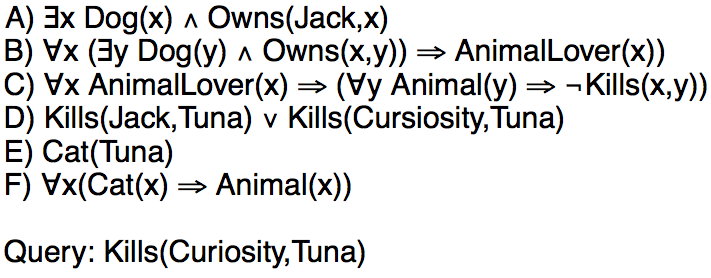 A) ∃x Dog(x) ∧ Owns(Jack,x)
B) ∀x (∃y Dog(y) ∧ Owns(x,y)) ⇒ AnimalLover(x))
C) ∀x AnimalLover(x) ⇒ (∀y Animal(y) ⇒ ¬Kills(x,y))
D) Kills(Jack,Tuna) ∨ Kills(Cursiosity,Tuna)
E) Cat(Tuna)
F) ∀x(Cat(x) ⇒ Animal(x))
Query: Kills(Curiosity,Tuna)